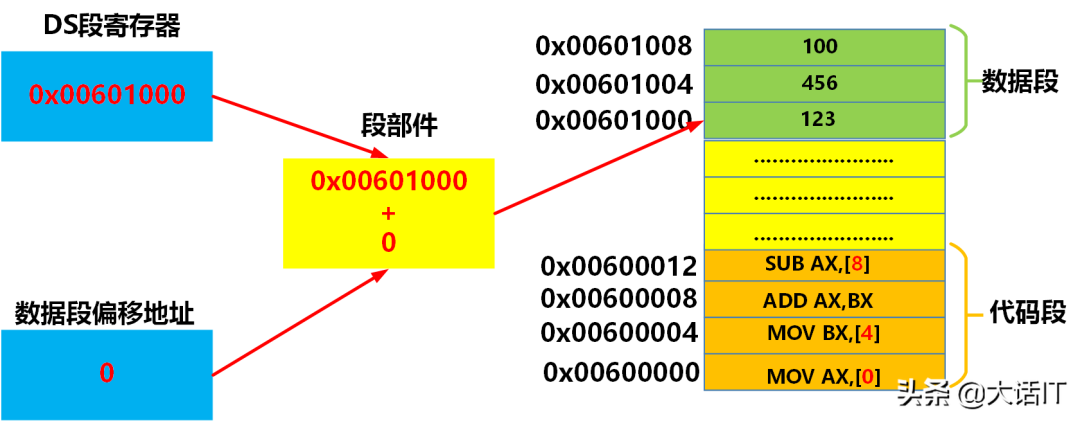 DS段寄存器
0x00601000
段部件
0x00601000
+
0
数据段偏移地址
0
0x00601008 100
0x00601004 456
0x00601000 123
数据段
.......................
.......................
.......................
0x00600012 SUB AX,[8]
0x00600008 ADD AX,BX
0x00600004 MOV BX,[4]
0x00600000 MOV AX,[0]
代码段
头条 @大话IT